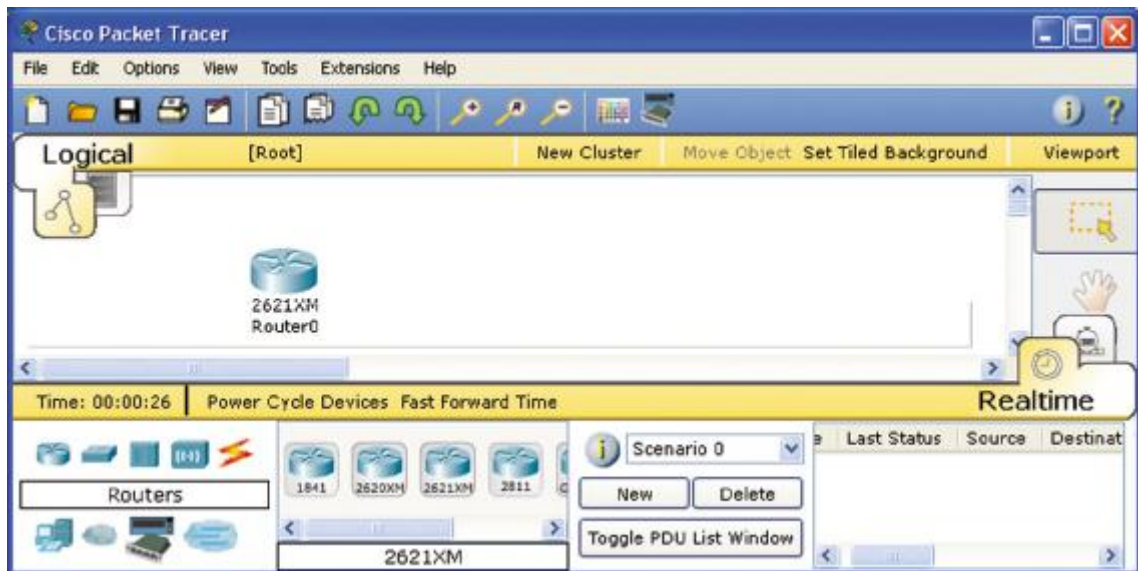 Cisco Packet Tracer
File Edit Options View Tools Extensions Help
Logical [Root] New Cluster Move Object Set Tiled Background Viewport
2621XM
Router0
Time: 00:00:26 Power Cycle Devices Fast Forward Time Realtime
Scenario 0 Last Status Source Destinat
Routers 1841 2620XM 2621XM 2811 New Delete
Toggle PDU List Window
2621XM